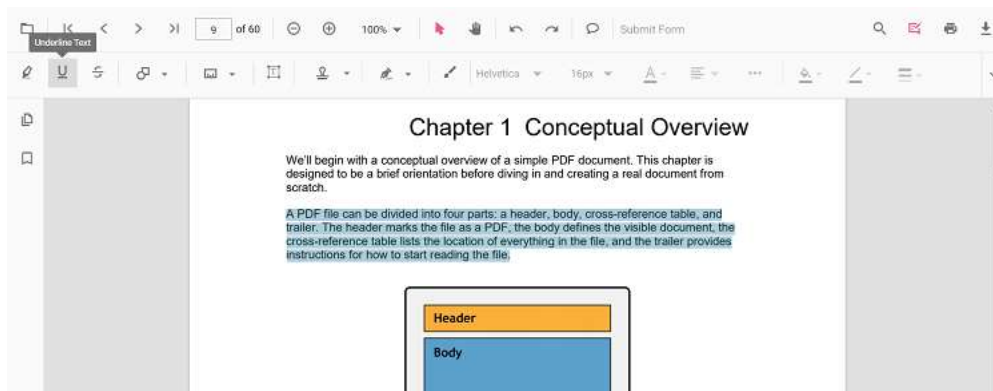 9 of 60 100% Submit Form
Underline Text
Helvetica 16px
Chapter 1 Conceptual Overview
We'll begin with a conceptual overview of a simple PDF document. This chapter is
designed to be a brief orientation before diving in and creating a real document from
scratch.
A PDF file can be divided into four parts: a header, body, cross-reference table, and
trailer. The header marks the file as a PDF, the body defines the visible document, the
cross-reference table lists the location of everything in the file, and the trailer provides
instructions for how to start reading the file.
Header
Body